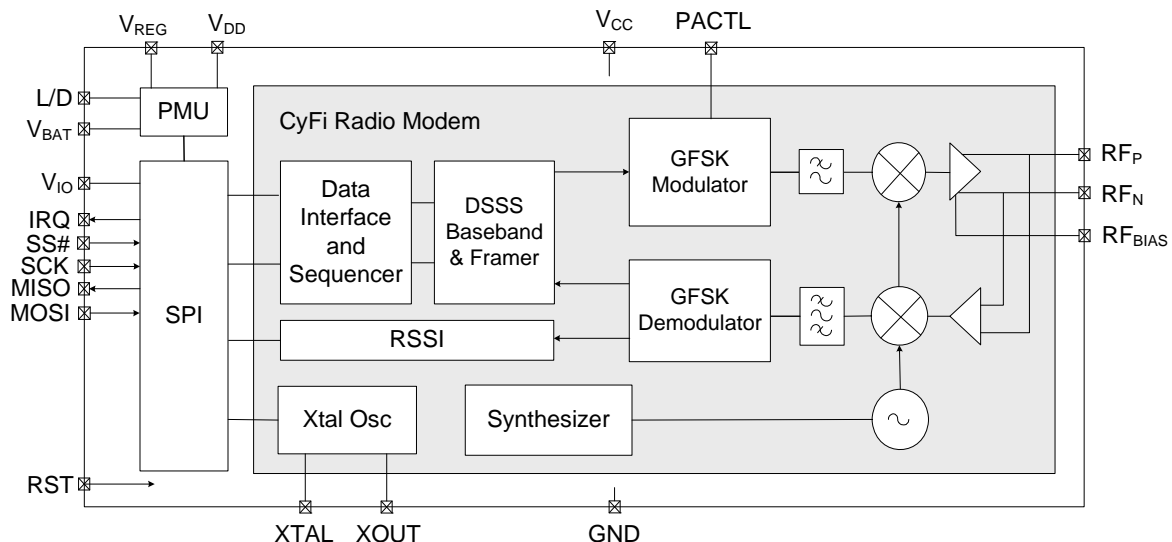 VREG
VDD
VCC
PACTL
L/D
VBAT
PMU
CyFi Radio Modem
VIO
IRQ
SS#
SCK
MISO
MOSI
SPI
Data
Interface
and
Sequencer
DSSS
Baseband
& Framer
GFSK
Modulator
RFP
RFN
RFBIAS
GFSK
Demodulator
RSSI
Xtal Osc
Synthesizer
RST
XTAL
XOUT
GND